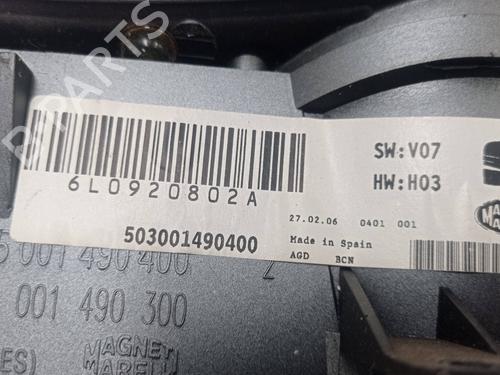 B-PARTS
6L0920802A
503001490400
SW:V07
HW:H03
27.02.06 0401 001
Made in Spain
AGD BCN
001 490 400 2
001 490 300
MAGNETI
MARELLI